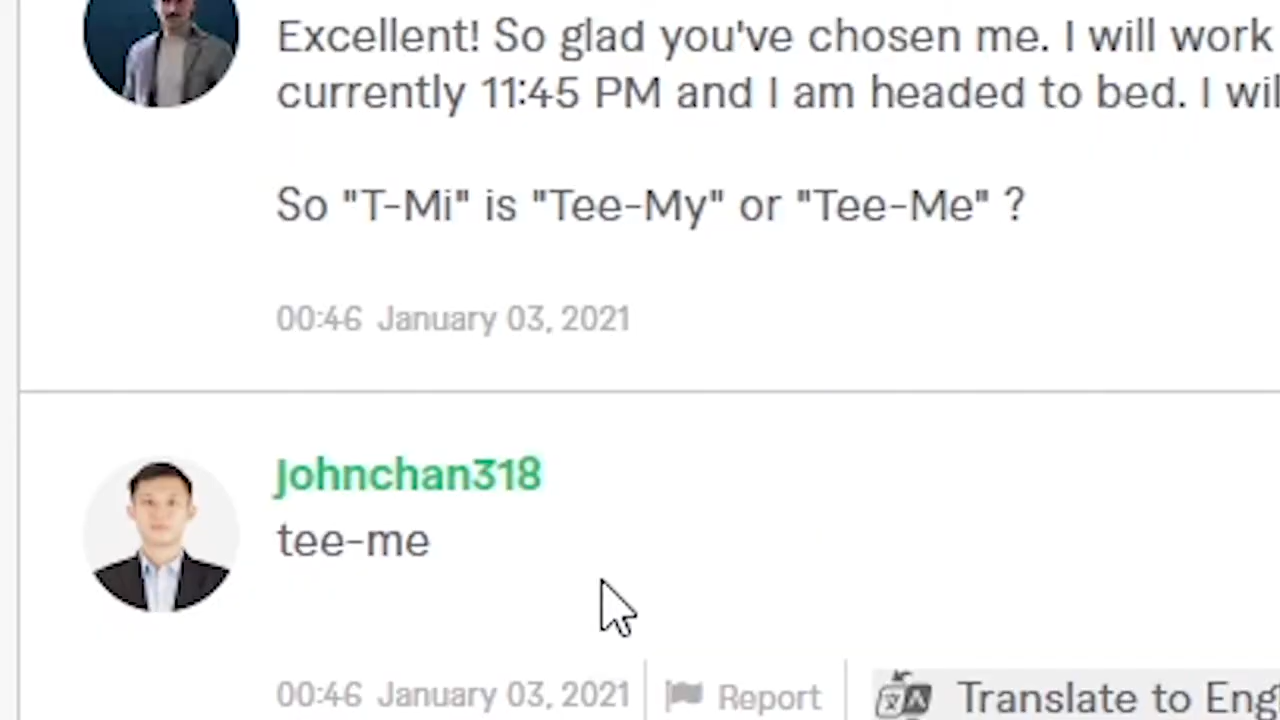 Excellent! So glad you've chosen me. I will work
currently 11:45 PM and I am headed to bed. I wil
So "T-Mi" is "Tee-My" or "Tee-Me" ?
00:46 January 03, 2021
Johnchan318
tee-me
00:46 January 03, 2021 Report Translate to Eng